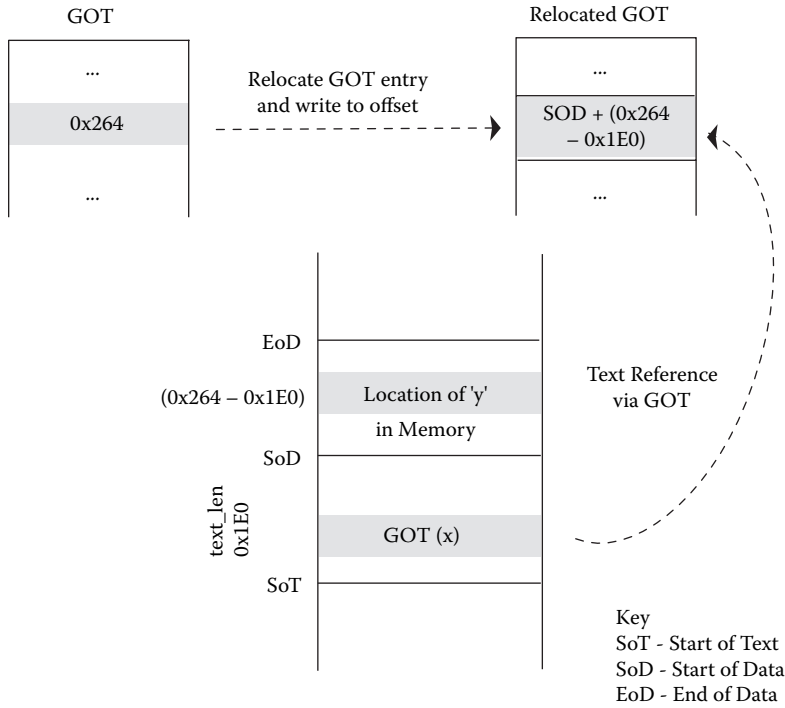 GOT
Relocated GOT
...
0x264
...
Relocate GOT entry
and write to offset
...
SOD + (0x264
– 0x1E0)
...
EoD
(0x264 – 0x1E0)
Location of 'y'
in Memory
SoD
text_len
0x1E0
GOT (x)
SoT
Text Reference
via GOT
Key
SoT - Start of Text
SoD - Start of Data
EoD - End of Data